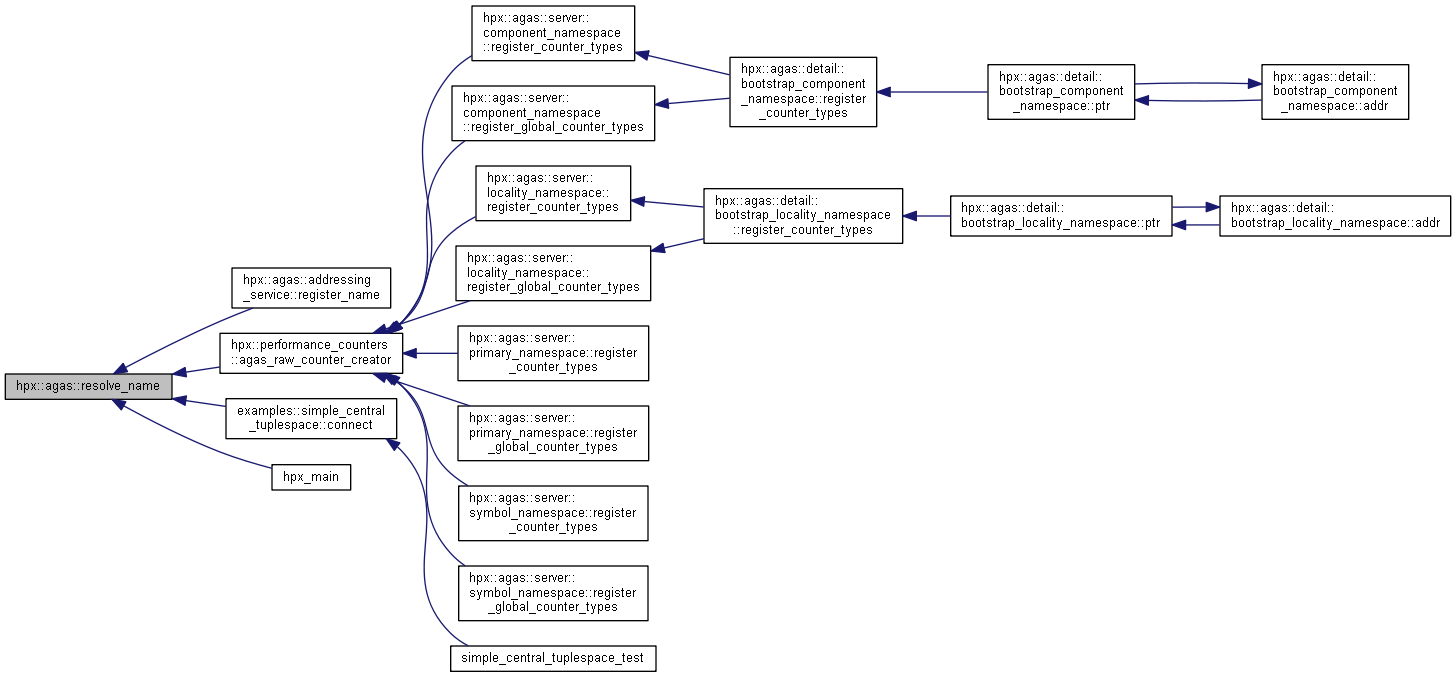 hpx::agas::resolve_name
hpx::agas::addressing
_service::register_name
hpx::performance_counters
::agas_raw_counter_creator
examples::simple_central
_tuplespace::connect
hpx_main
hpx::agas::server::
component_namespace
::register_counter_types
hpx::agas::server::
component_namespace
::register_global_counter_types
hpx::agas::server::
locality_namespace::
register_counter_types
hpx::agas::server::
locality_namespace::
register_global_counter_types
hpx::agas::server::
primary_namespace::register
_counter_types
hpx::agas::server::
primary_namespace::register
_global_counter_types
hpx::agas::server::
symbol_namespace::register
_counter_types
hpx::agas::server::
symbol_namespace::register
_global_counter_types
simple_central_tuplespace_test
hpx::agas::detail::
bootstrap_component
_namespace::register
_counter_types
hpx::agas::detail::
bootstrap_locality_namespace
::register_counter_types
hpx::agas::detail::
bootstrap_component
_namespace::ptr
hpx::agas::detail::
bootstrap_locality_namespace::ptr
hpx::agas::detail::
bootstrap_component
_namespace::addr
hpx::agas::detail::
bootstrap_locality_namespace::addr